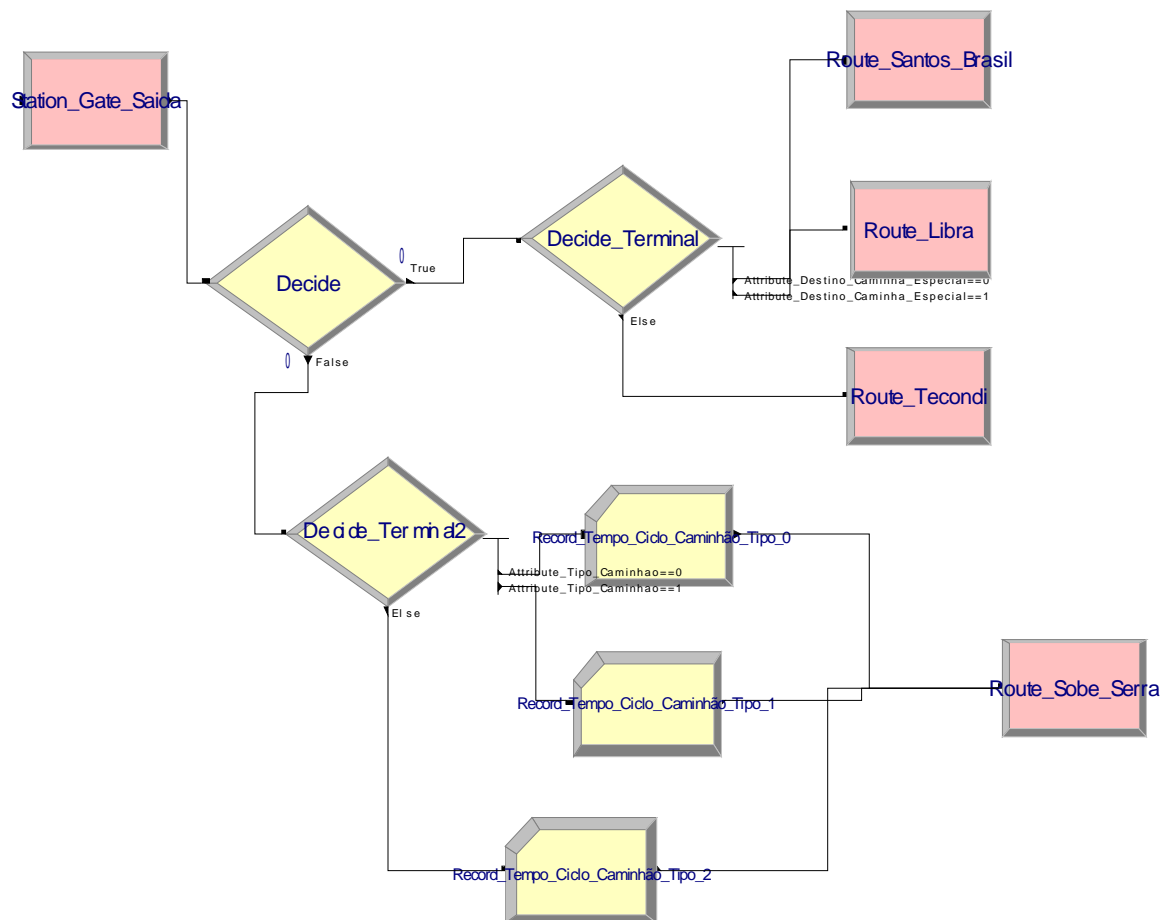 Route_Santos_Brasil
Station_Gate_Saida
Decide_Terminal
Route_Libra
0
True
Decide
Attribute_Destino_Caminha_Especial==0
Attribute_Destino_Caminha_Especial==1
Else
0
False
Route_Tecondi
Decide_Terminal2
Record_Tempo_Ciclo_Caminhão_Tipo_0
Attribute_Tipo_Caminhao==0
Attribute_Tipo_Caminhao==1
Else
Route_Sobe_Serra
Record_Tempo_Ciclo_Caminhão_Tipo_1
Record_Tempo_Ciclo_Caminhão_Tipo_2